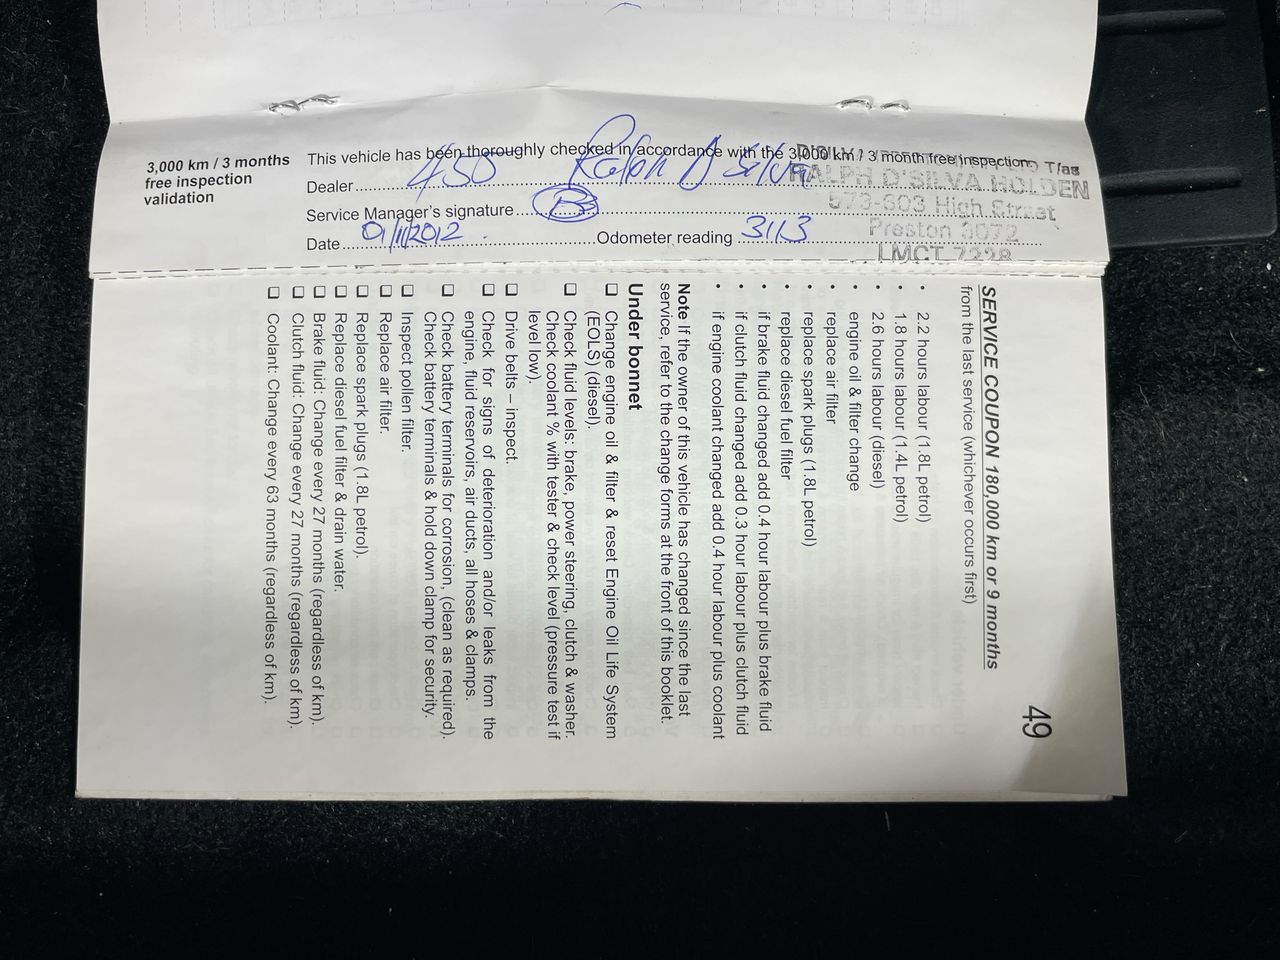 3,000 km / 3 months
free inspection
validation
This vehicle has been thoroughly checked in accordance with the 3,000 km / 3 month free inspection
Dealer 450 Ralph D Silva
Service Manager's signature
Date 01/11/2012 Odometer reading 3113
T/as
RALPH D'SILVA HOLDEN
573-603 High Street
Preston 3072
LMCT 7228
49
SERVICE COUPON 180,000 km or 9 months
from the last service (whichever occurs first)
• 2.2 hours labour (1.8L petrol)
• 1.8 hours labour (1.4L petrol)
• 2.6 hours labour (diesel)
• engine oil & filter change
• replace air filter
• replace spark plugs (1.8L petrol)
• replace diesel fuel filter
• if brake fluid changed add 0.4 hour labour plus brake fluid
• if clutch fluid changed add 0.3 hour labour plus clutch fluid
• if engine coolant changed add 0.4 hour labour plus coolant
Note If the owner of this vehicle has changed since the last
service, refer to the change forms at the front of this booklet.
Under bonnet
☐ Change engine oil & filter & reset Engine Oil Life System
(EOLS) (diesel).
☐ Check fluid levels: brake, power steering, clutch & washer.
Check coolant % with tester & check level (pressure test if
level low).
☐ Drive belts – inspect.
☐ Check for signs of deterioration and/or leaks from the
engine, fluid reservoirs, air ducts, all hoses & clamps.
☐ Check battery terminals for corrosion, (clean as required).
Check battery terminals & hold down clamp for security.
☐ Inspect pollen filter.
☐ Replace air filter.
☐ Replace spark plugs (1.8L petrol).
☐ Replace diesel fuel filter & drain water.
☐ Brake fluid: Change every 27 months (regardless of km).
☐ Clutch fluid: Change every 27 months (regardless of km).
☐ Coolant: Change every 63 months (regardless of km).